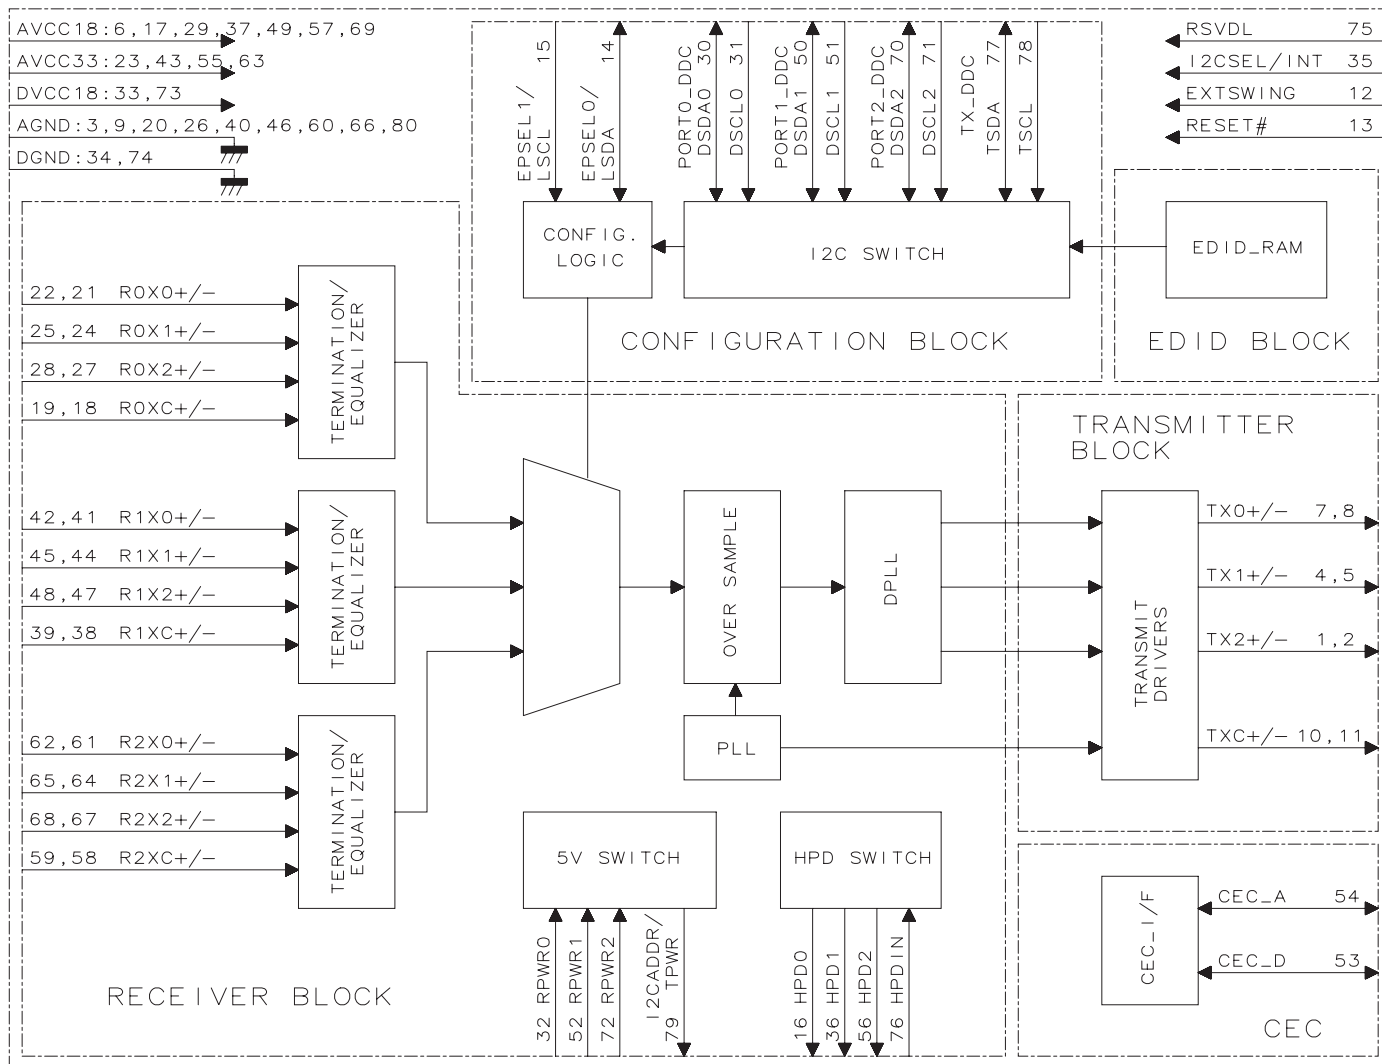 AVCC18:6,17,29,37,49,57,69
AVCC33:23,43,55,63
DVCC18:33,73
AGND:3,9,20,26,40,46,60,66,80
DGND:34,74
EPSEL1/
LSCL 15
EPSEL0/
LSDA 14
PORT0_DDC
DSDA0 30
DSCL0 31
PORT1_DDC
DSDA1 50
DSCL1 51
PORT2_DDC
DSDA2 70
DSCL2 71
TX_DDC
TSDA 77
TSCL 78
RSVDL 75
I2CSEL/INT 35
EXTSWING 12
RESET# 13
CONFIG.
LOGIC
I2C SWITCH
EDID_RAM
CONFIGURATION BLOCK
EDID BLOCK
22,21 R0X0+/-
25,24 R0X1+/-
28,27 R0X2+/-
19,18 R0XC+/-
TERMINATION/
EQUALIZER
42,41 R1X0+/-
45,44 R1X1+/-
48,47 R1X2+/-
39,38 R1XC+/-
TERMINATION/
EQUALIZER
62,61 R2X0+/-
65,64 R2X1+/-
68,67 R2X2+/-
59,58 R2XC+/-
TERMINATION/
EQUALIZER
OVER SAMPLE
DPLL
PLL
TRANSMITTER
BLOCK
TRANSMIT
DRIVERS
TX0+/- 7,8
TX1+/- 4,5
TX2+/- 1,2
TXC+/- 10,11
5V SWITCH
HPD SWITCH
32 RPWR0
52 RPWR1
72 RPWR2
I2CADDR/
79 TPWR
16 HPD0
36 HPD1
56 HPD2
76 HPDIN
RECEIVER BLOCK
CEC_I/F
CEC_A 54
CEC_D 53
CEC